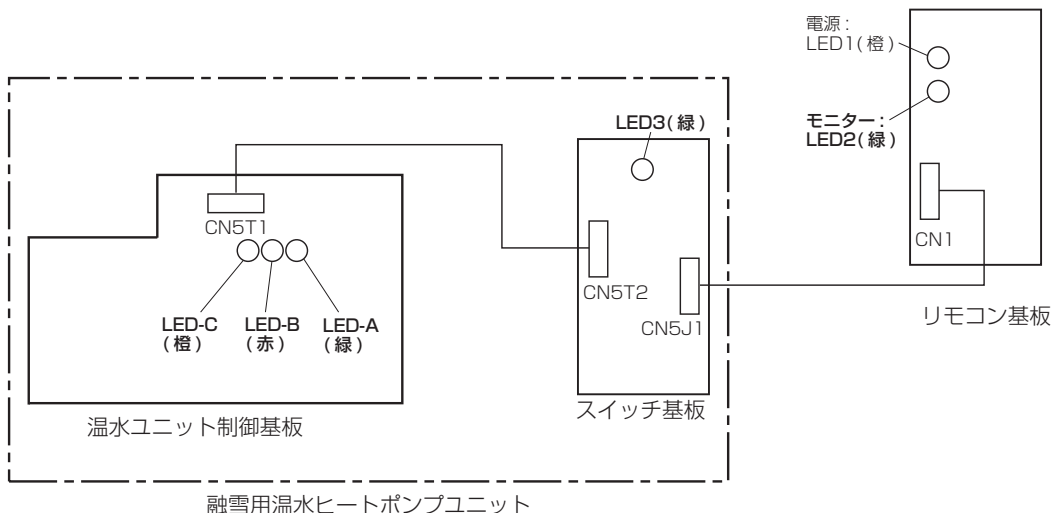 電源 :
LED1( 橙 )
モニター :
LED2( 緑 )
LED3( 緑 )
CN5T1
CN1
CN5T2
LED-C
( 橙 )
LED-B
( 赤 )
LED-A
( 緑 )
CN5J1
リモコン基板
スイッチ基板
温水ユニット制御基板
融雪用温水ヒートポンプユニット